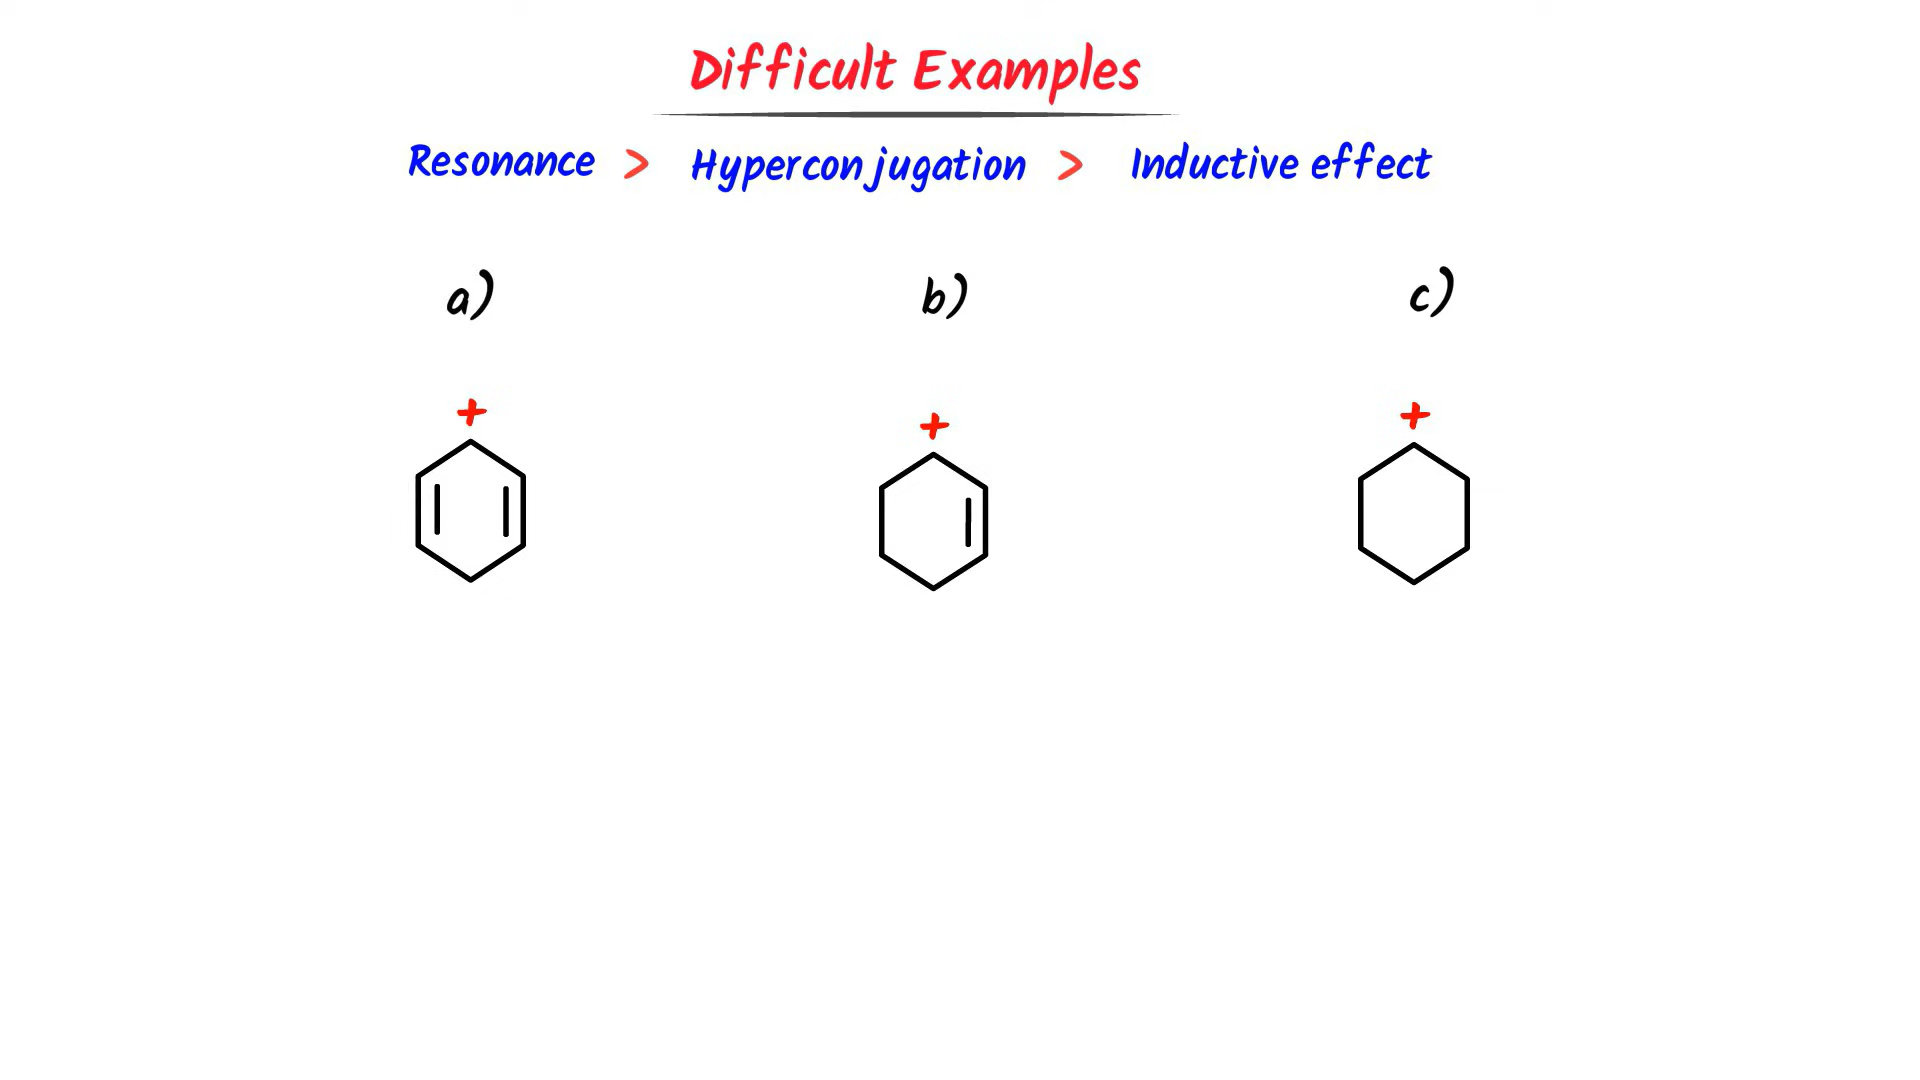 Difficult Examples
Resonance > Hyperconjugation > Inductive effect
a) b) c)
+ + +